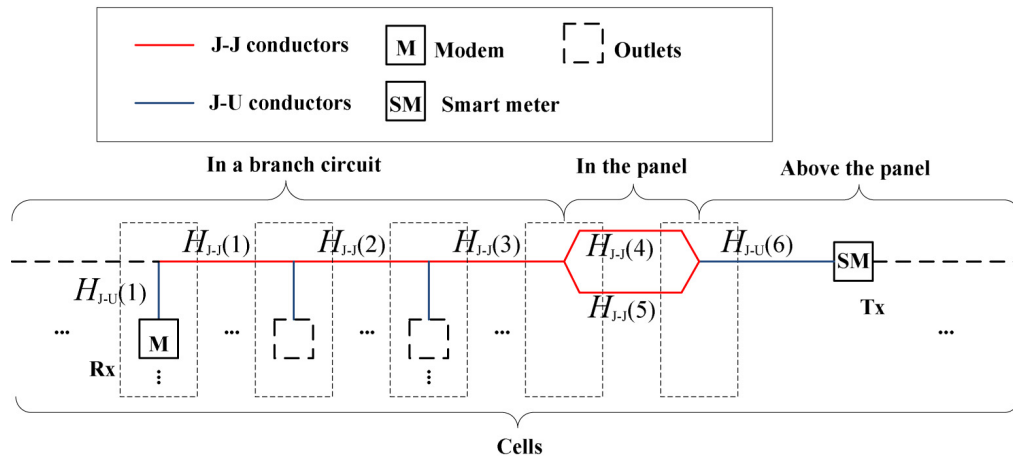 J-J conductors
M
Modem
Outlets
J-U conductors
SM
Smart meter
In a branch circuit
In the panel
Above the panel
H_J-J(1)
H_J-J(2)
H_J-J(3)
H_J-J(4)
H_J-U(6)
H_J-U(1)
SM
H_J-J(5)
Tx
...
M
...
...
...
...
Rx
Cells